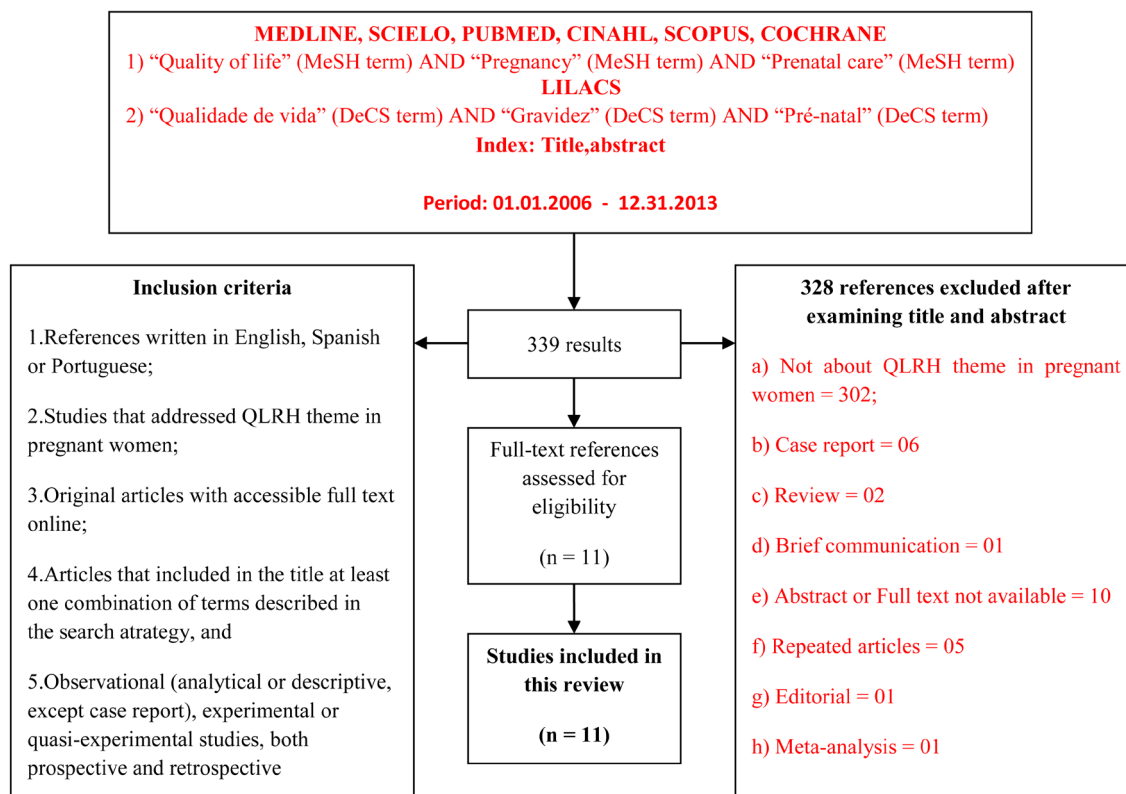 MEDLINE, SCIELO, PUBMED, CINAHL, SCOPUS, COCHRANE
1) “Quality of life” (MeSH term) AND “Pregnancy” (MeSH term) AND “Prenatal care” (MeSH term)
LILACS
2) “Qualidade de vida” (DeCS term) AND “Gravidez” (DeCS term) AND “Pré-natal” (DeCS term)
Index: Title,abstract
Period: 01.01.2006 - 12.31.2013
Inclusion criteria
1.References written in English, Spanish
or Portuguese;
2.Studies that addressed QLRH theme in
pregnant women;
3.Original articles with accessible full text
online;
4.Articles that included in the title at least
one combination of terms described in
the search atrategy, and
5.Observational (analytical or descriptive,
except case report), experimental or
quasi-experimental studies, both
prospective and retrospective
339 results
Full-text references
assessed for
eligibility
(n = 11)
Studies included in
this review
(n = 11)
328 references excluded after
examining title and abstract
a) Not about QLRH theme in pregnant
women = 302;
b) Case report = 06
c) Review = 02
d) Brief communication = 01
e) Abstract or Full text not available = 10
f) Repeated articles = 05
g) Editorial = 01
h) Meta-analysis = 01